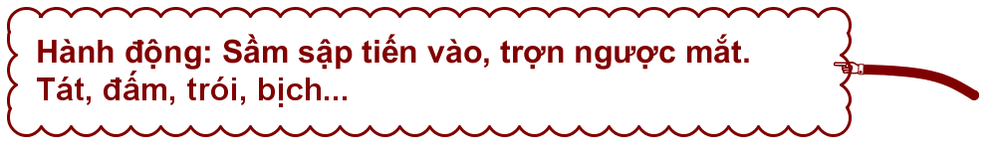 Hành động: Sầm sập tiến vào, trợn ngược mắt.
Tát, đấm, trói, bịch...